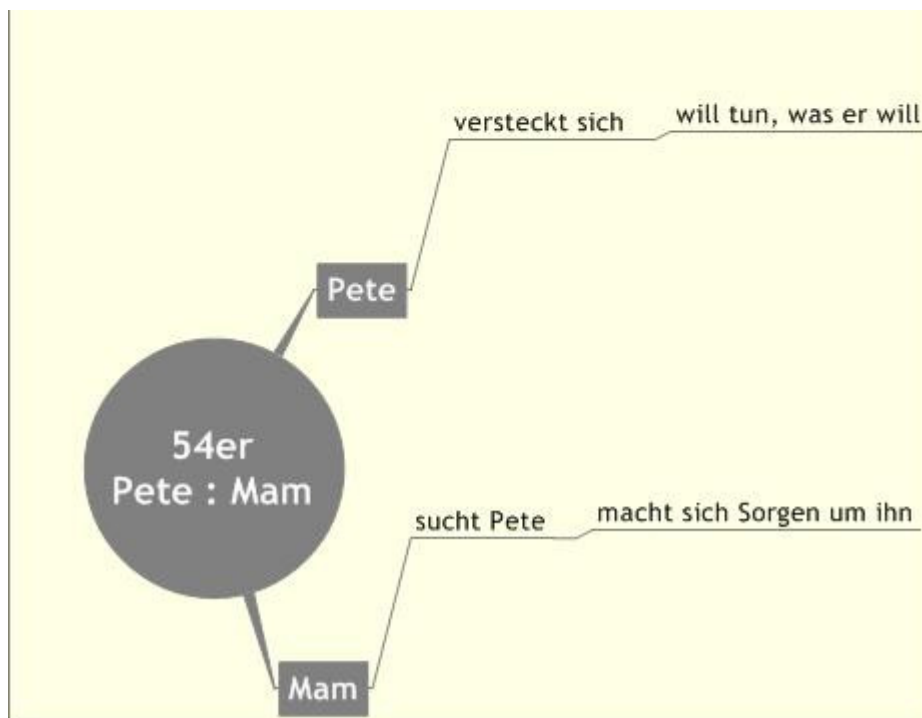 versteckt sich
will tun, was er will
Pete
54er
Pete : Mam
sucht Pete
macht sich Sorgen um ihn
Mam